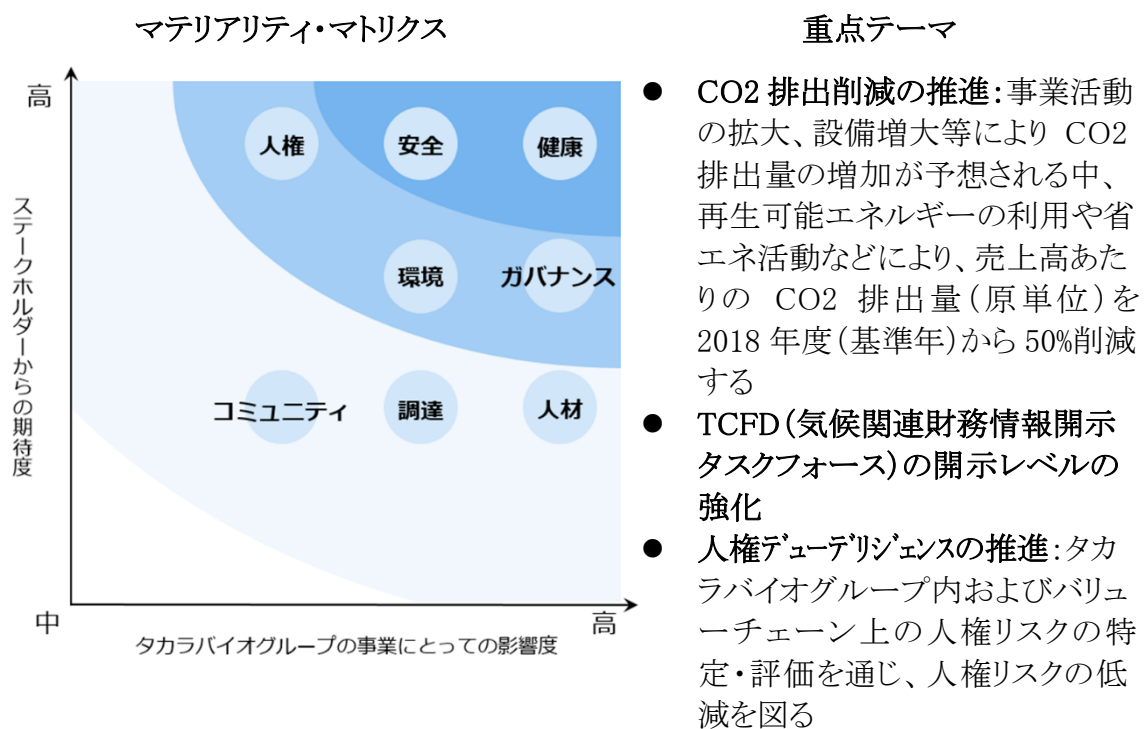 マテリアリティ・マトリクス
高
人権
安全
健康
環境
ガバナンス
コミュニティ
調達
人材
ステークホルダーからの期待度
中
高
タカラバイオグループの事業にとっての影響度
重点テーマ
● CO2 排出削減の推進：事業活動
の拡大、設備増大等により CO2
排出量の増加が予想される中、
再生可能エネルギーの利用や省
エネ活動などにより、売上高あた
りの CO2 排出量（原単位）を
2018 年度（基準年）から 50%削減
する
● TCFD（気候関連財務情報開示
タスクフォース）の開示レベルの
強化
● 人権デューデリジェンスの推進：タカ
ラバイオグループ内およびバリュ
ーチェーン上の人権リスクの特
定・評価を通じ、人権リスクの低
減を図る